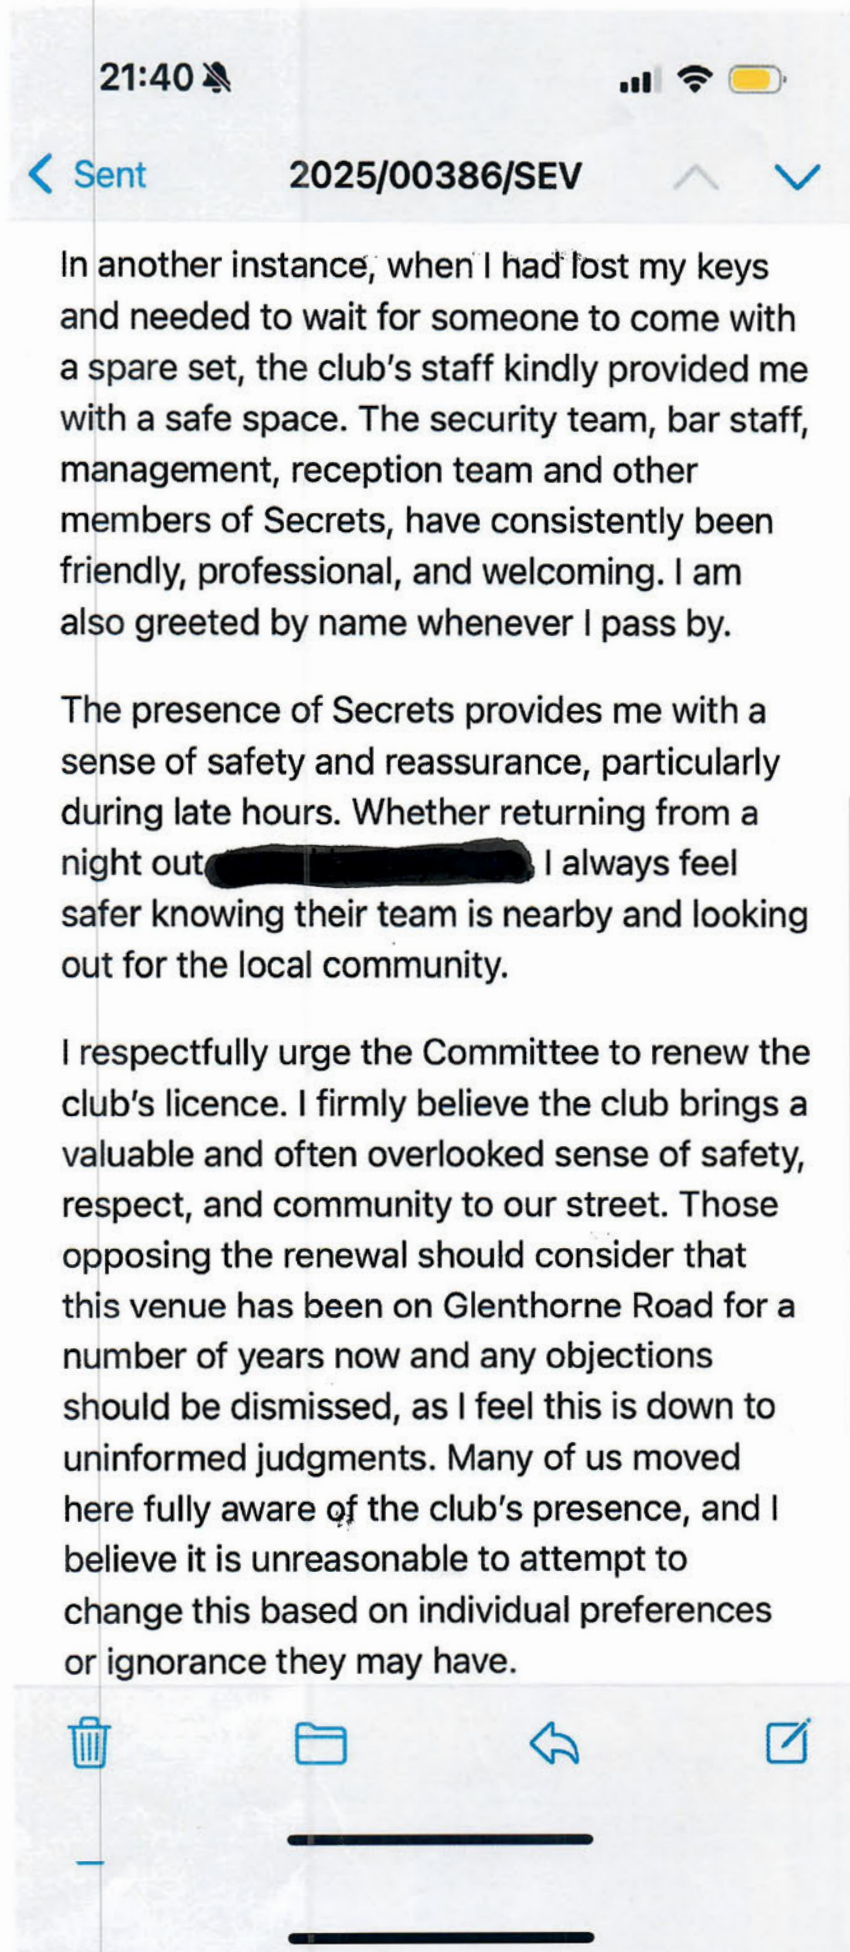 21:40
Sent
2025/00386/SEV
In another instance, when I had lost my keys
and needed to wait for someone to come with
a spare set, the club's staff kindly provided me
with a safe space. The security team, bar staff,
management, reception team and other
members of Secrets, have consistently been
friendly, professional, and welcoming. I am
also greeted by name whenever I pass by.
The presence of Secrets provides me with a
sense of safety and reassurance, particularly
during late hours. Whether returning from a
night out I always feel
safer knowing their team is nearby and looking
out for the local community.
I respectfully urge the Committee to renew the
club's licence. I firmly believe the club brings a
valuable and often overlooked sense of safety,
respect, and community to our street. Those
opposing the renewal should consider that
this venue has been on Glenthorne Road for a
number of years now and any objections
should be dismissed, as I feel this is down to
uninformed judgments. Many of us moved
here fully aware of the club's presence, and I
believe it is unreasonable to attempt to
change this based on individual preferences
or ignorance they may have.